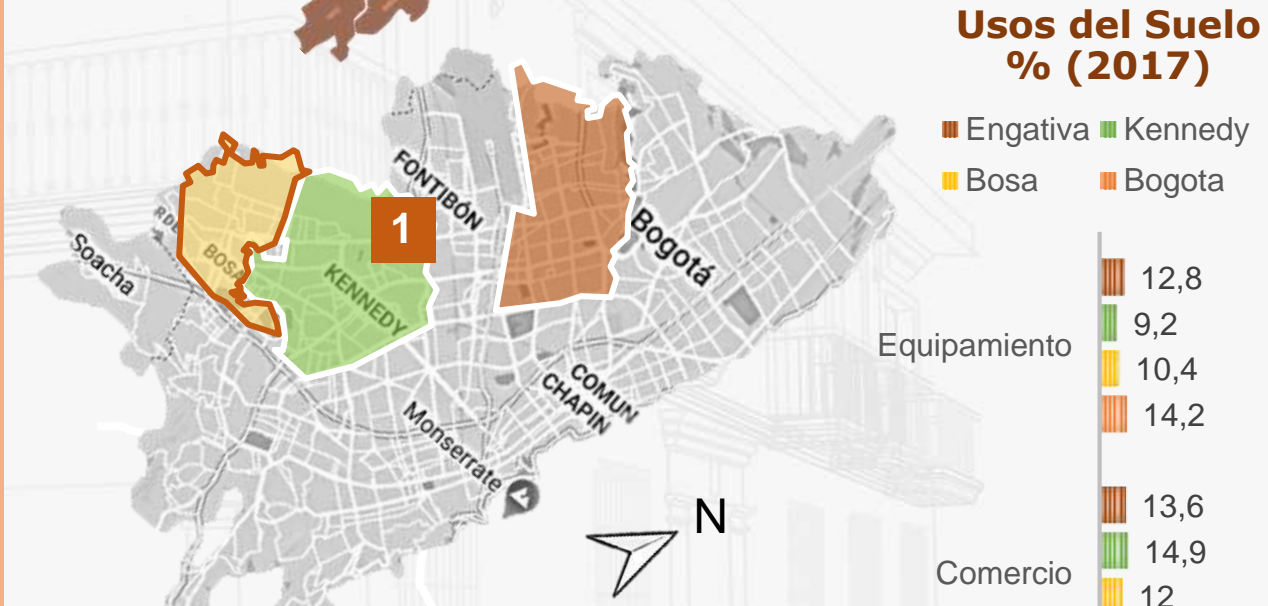 Usos del Suelo
% (2017)
Engativa
Kennedy
Bosa
Bogota
FONTIBÓN
1
Bogotá
Soacha
BOSA
KENNEDY
Equipamiento
12,8
9,2
10,4
14,2
COMUN
CHAPIN
Monserrate
N
Comercio
13,6
14,9
12